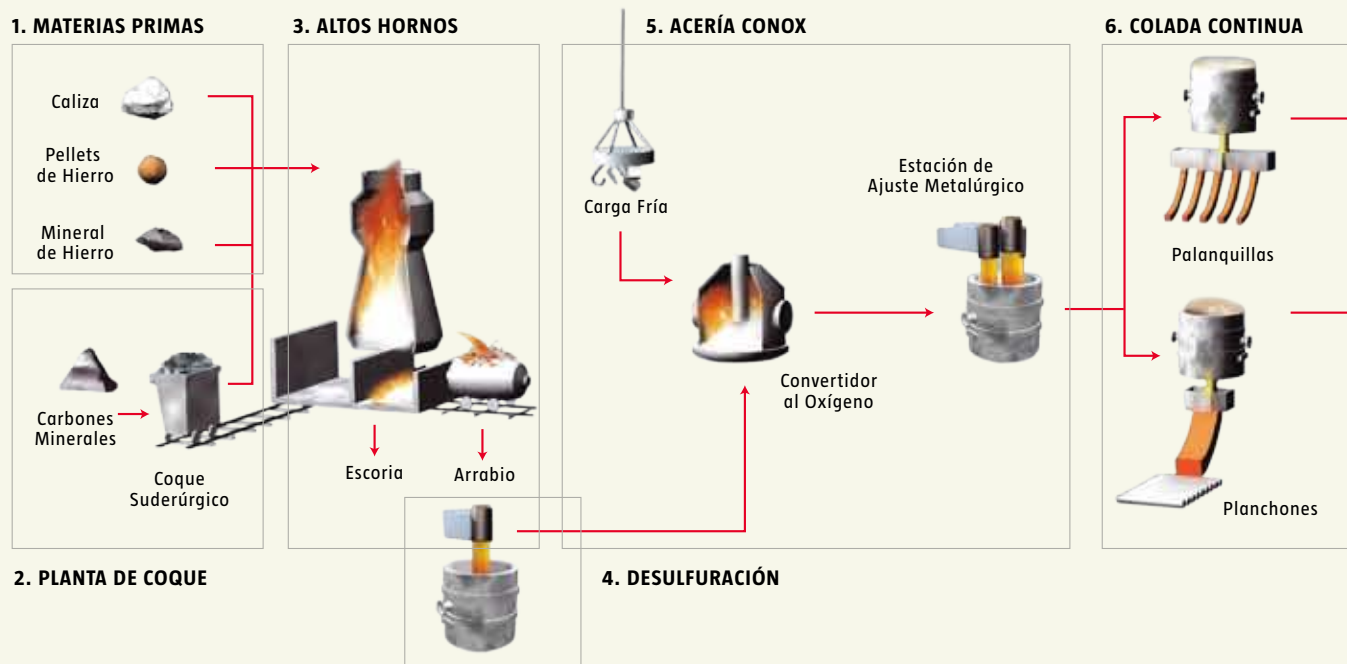 1. MATERIAS PRIMAS
Caliza
Pellets
de Hierro
Mineral
de Hierro
Carbones
Minerales
Coque
Suderúrgico
2. PLANTA DE COQUE
3. ALTOS HORNOS
Escoria
Arrabio
4. DESULFURACIÓN
5. ACERÍA CONOX
Carga Fría
Convertidor
al Oxígeno
Estación de
Ajuste Metalúrgico
6. COLADA CONTINUA
Palanquillas
Planchones